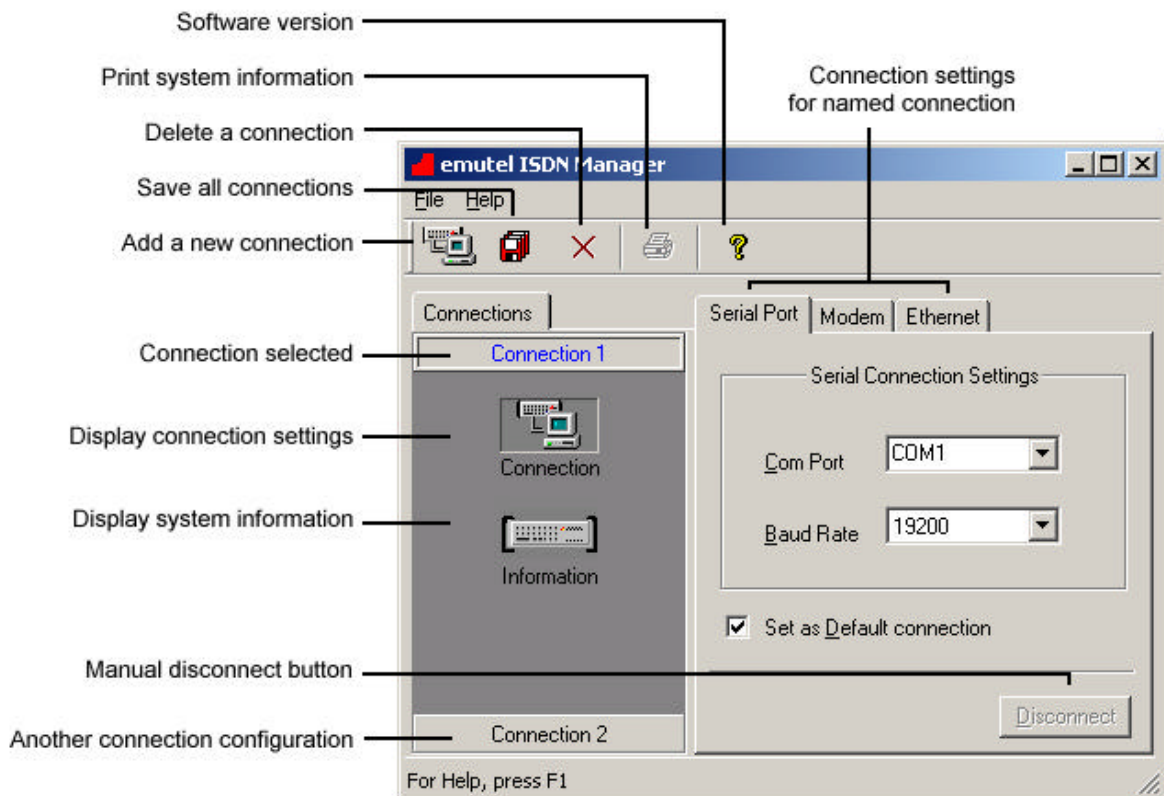 Software version
Print system information
Connection settings
for named connection
Delete a connection
emutel ISDN Manager
Save all connections
File Help
Add a new connection
Connections
Serial Port Modem Ethernet
Connection selected
Connection 1
Serial Connection Settings
Display connection settings
Connection
Com Port COM1
Display system information
Baud Rate 19200
Information
Set as Default connection
Manual disconnect button
Disconnect
Another connection configuration
Connection 2
For Help, press F1